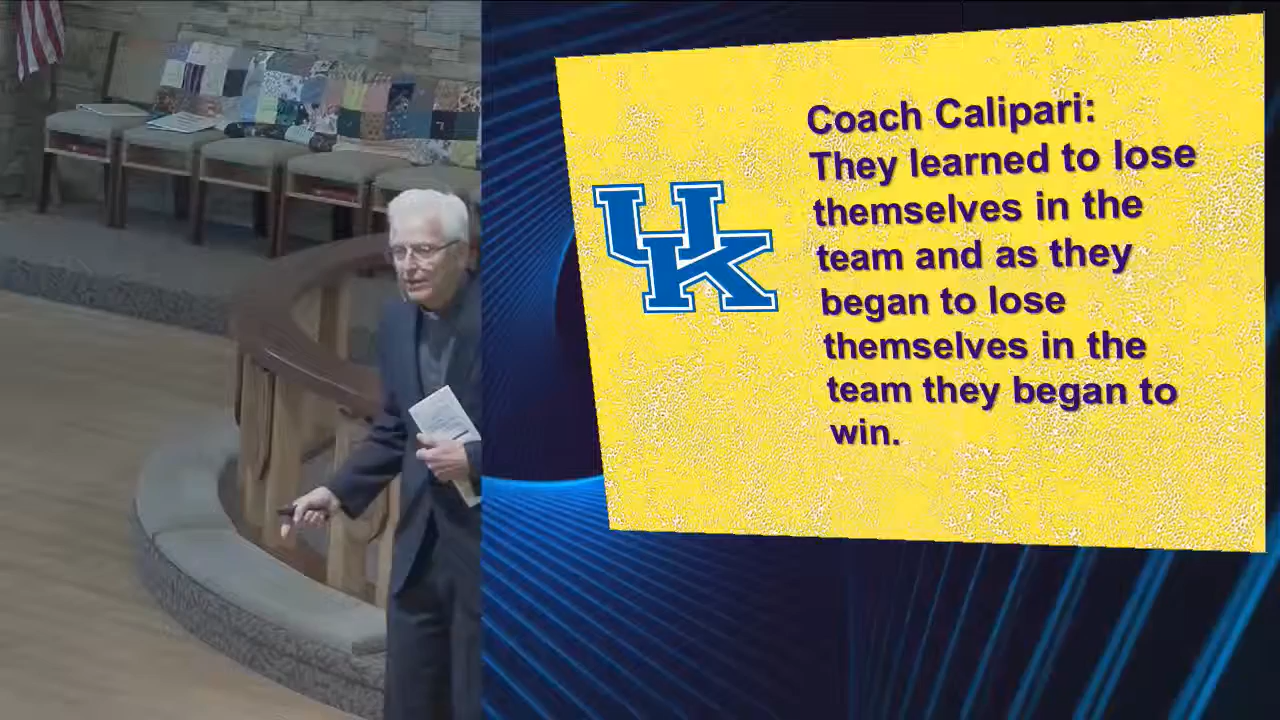 Coach Calipari:
They learned to lose
themselves in the
team and as they
began to lose
themselves in the
team they began to
win.
UK